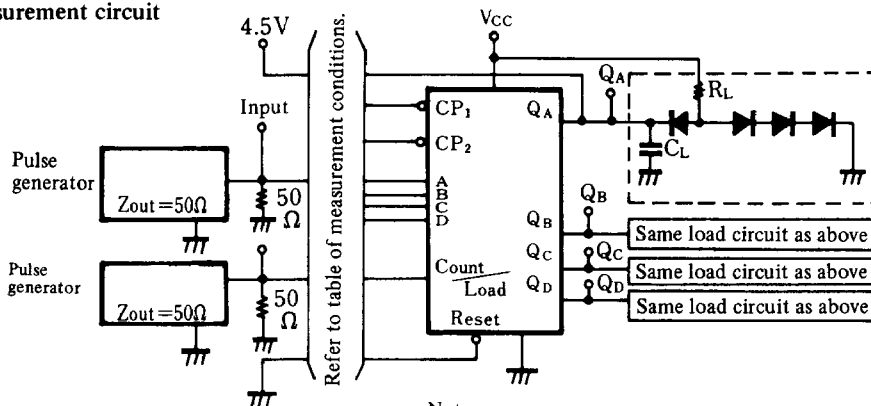 surement circuit
4.5V
Input
Pulse
generator
Zout=50Ω
50
Ω
Pulse
generator
Zout=50Ω
50
Ω
Refer to table of measurement conditions.
VCC
CP1
CP2
A
B
C
D
Count
Load
Reset
QA
QB
QC
QD
QA
RL
CL
QB
Same load circuit as above
QC
Same load circuit as above
QD
Same load circuit as above